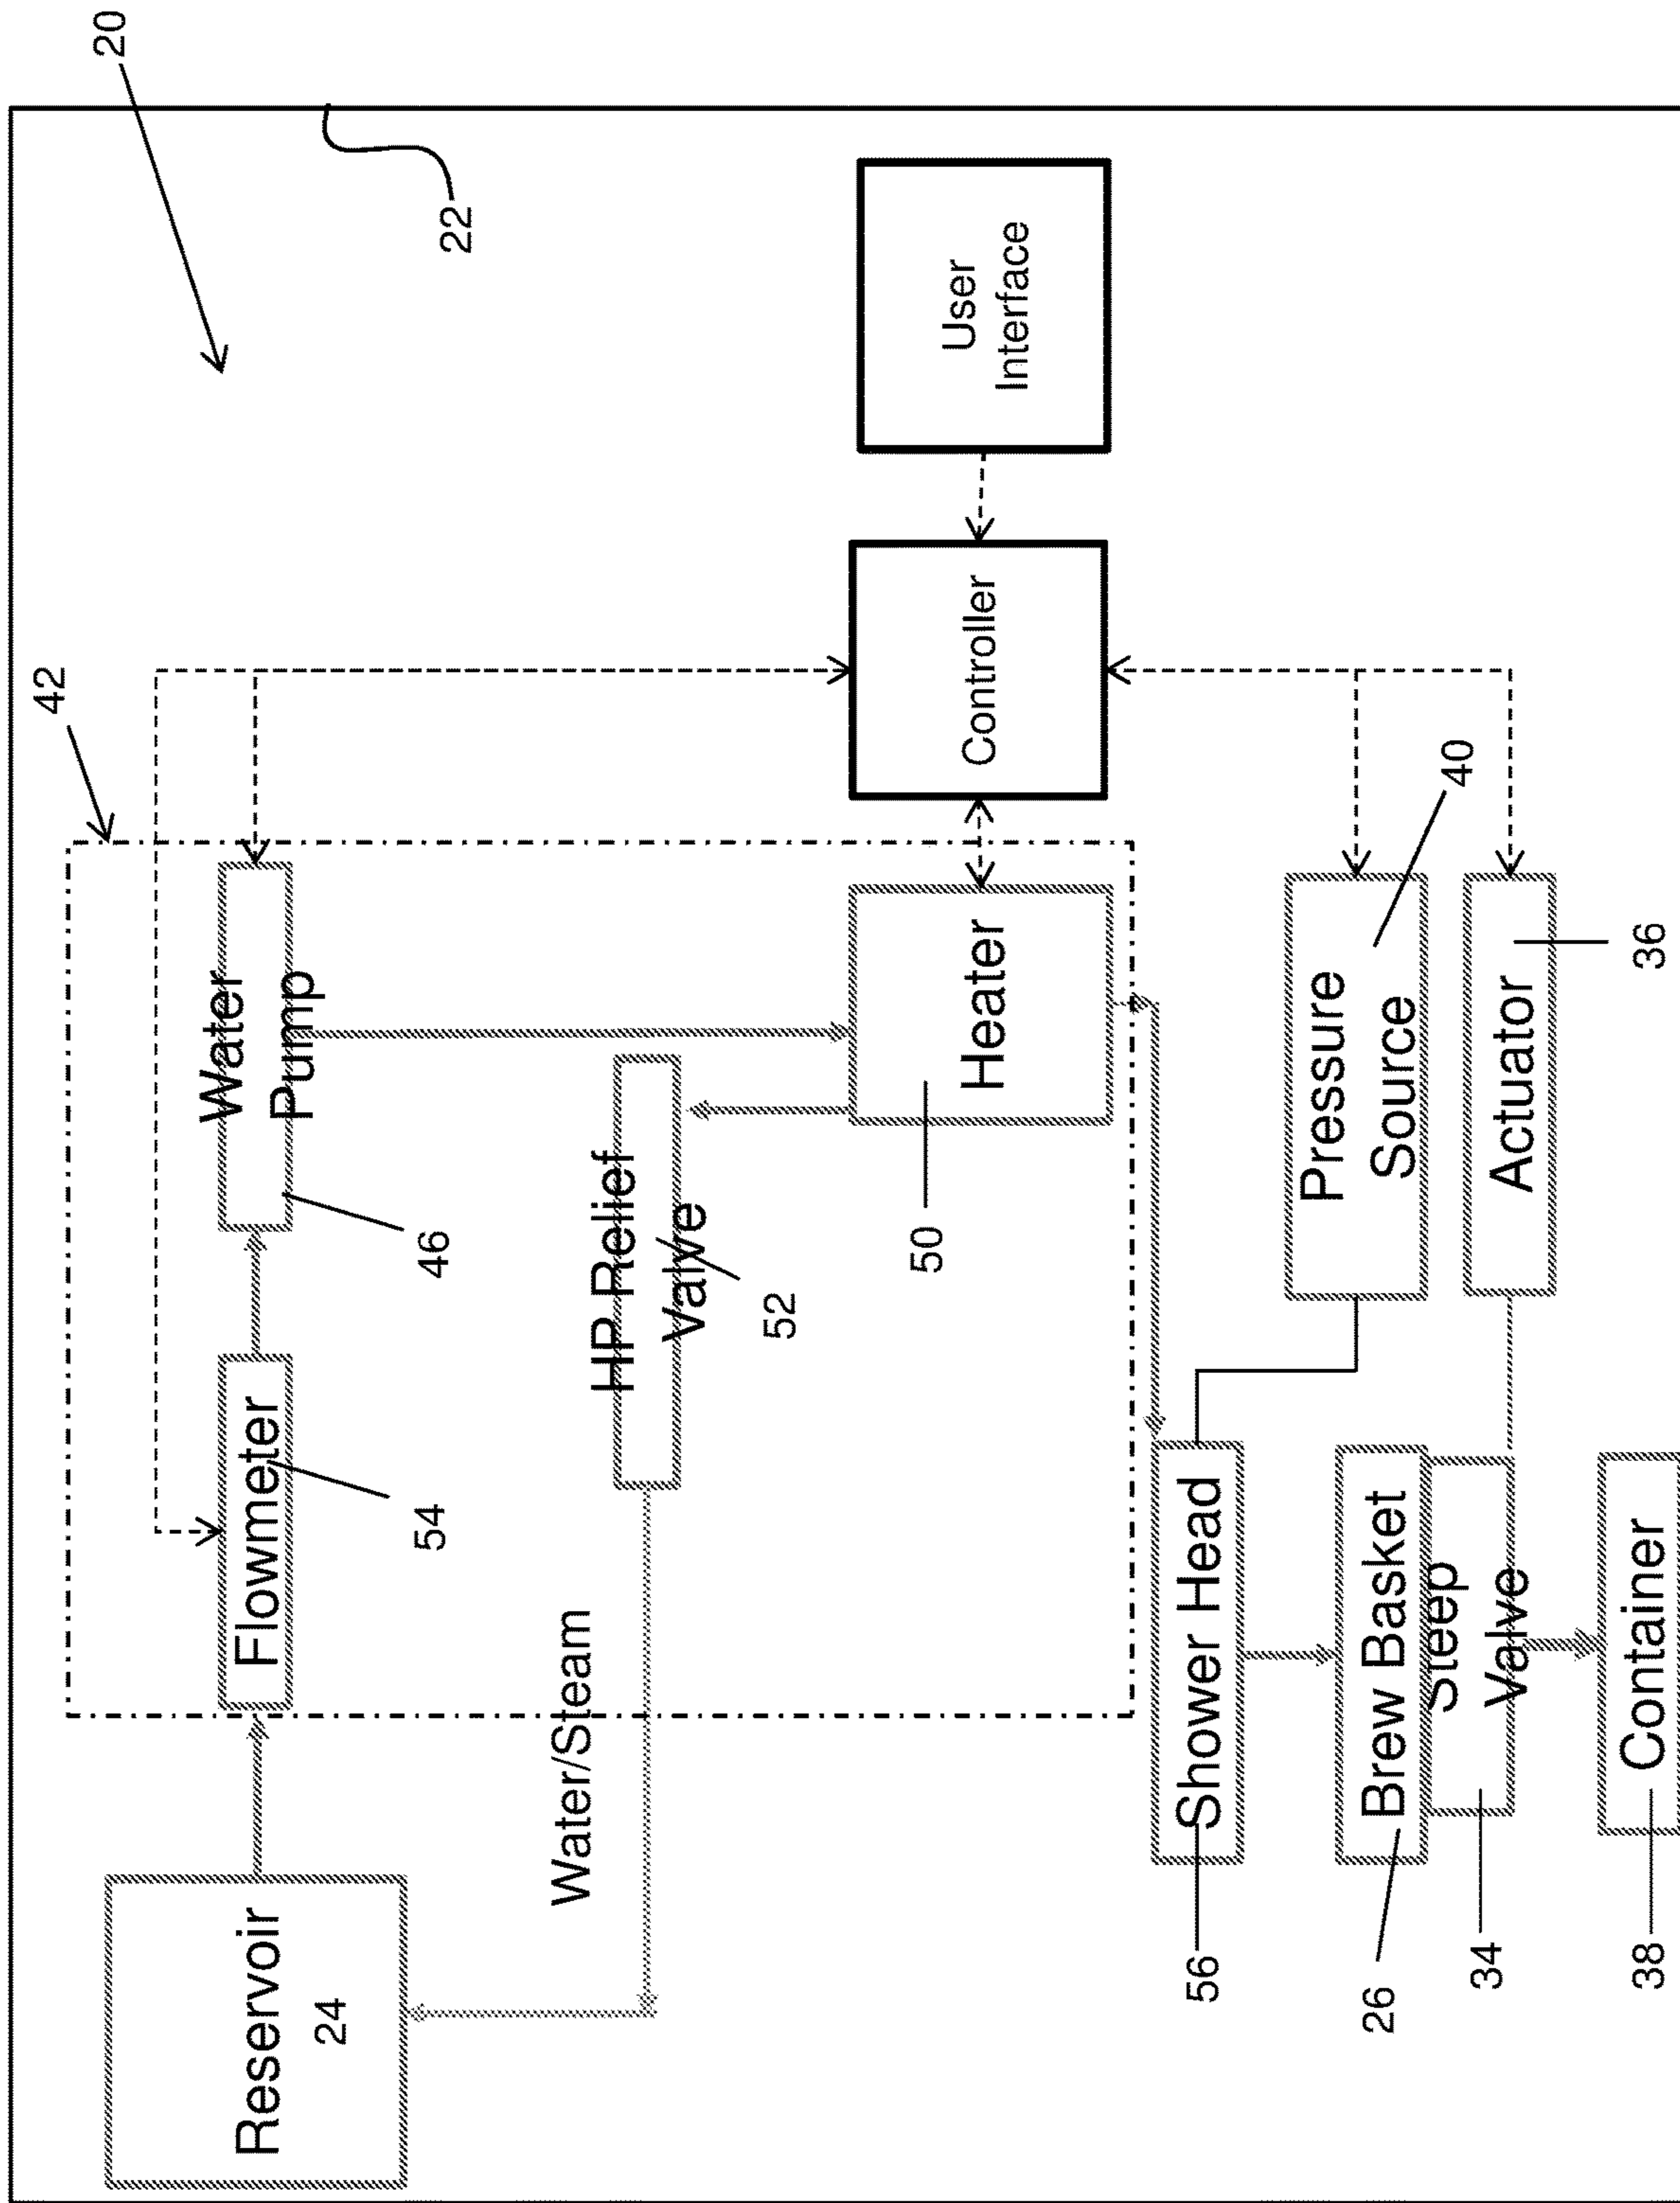 20
22
42
Reservoir
24
Flowmeter
54
Water
Pump
46
Water/Steam
HP Relief
Valve
52
Heater
50
Controller
User
Interface
Shower Head
56
Pressure
Source
40
Brew Basket
26
Steep
Valve
34
Actuator
36
Container
38